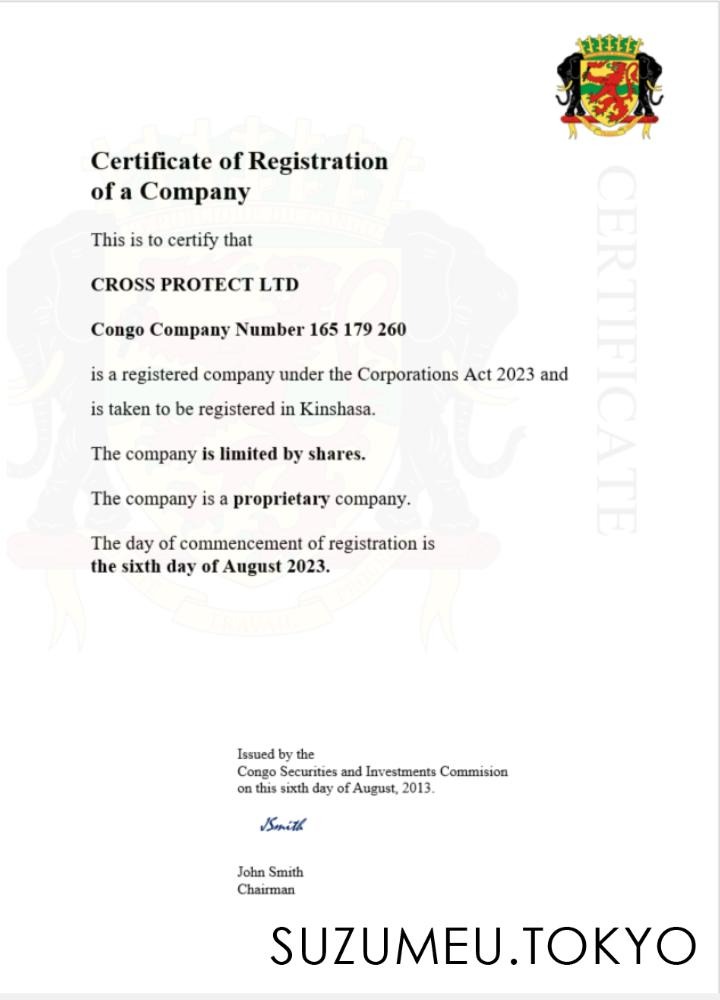 Certificate of Registration
of a Company
This is to certify that
CROSS PROTECT LTD
Congo Company Number 165 179 260
is a registered company under the Corporations Act 2023 and
is taken to be registered in Kinshasa.
The company is limited by shares.
The company is a proprietary company.
The day of commencement of registration is
the sixth day of August 2023.
CERTIFICATE
TRAVAIL
Issued by the
Congo Securities and Investments Commision
on this sixth day of August, 2013.
JSmith
John Smith
Chairman
SUZUMEU.TOKYO